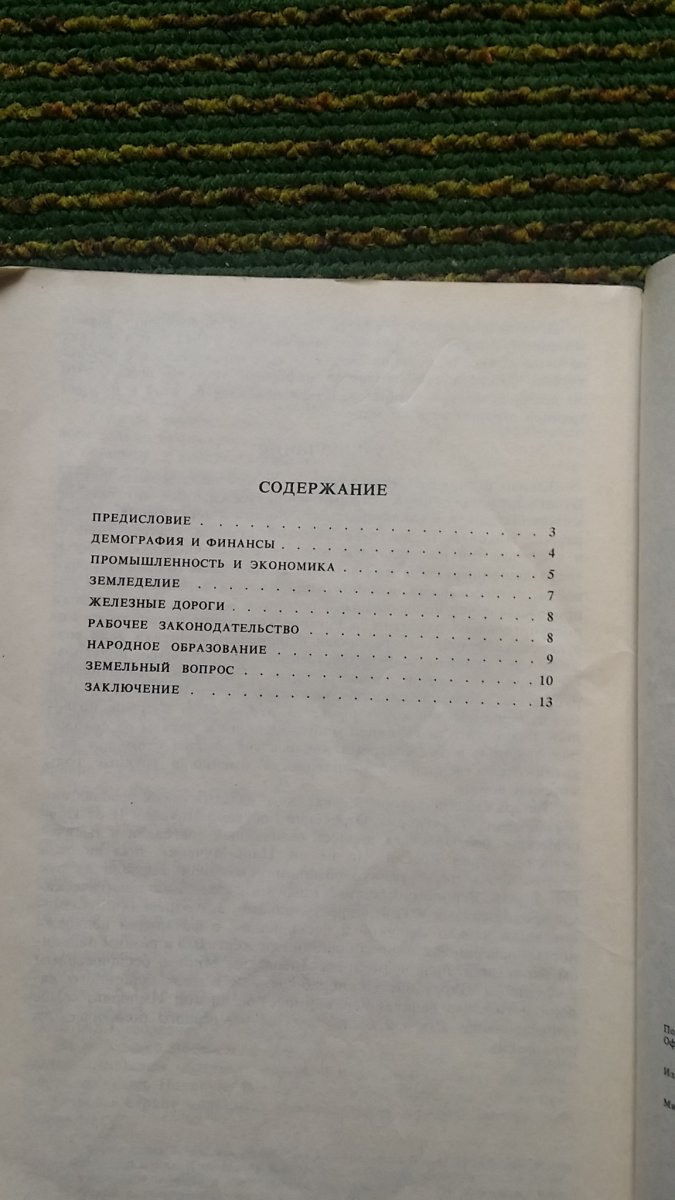 СОДЕРЖАНИЕ
ПРЕДИСЛОВИЕ . . . . . . . . . . . . . . . . . . . 3
ДЕМОГРАФИЯ И ФИНАНСЫ . . . . . . . . . . . . . . 4
ПРОМЫШЛЕННОСТЬ И ЭКОНОМИКА . . . . . . . . . . . 5
ЗЕМЛЕДЕЛИЕ . . . . . . . . . . . . . . . . . . . 7
ЖЕЛЕЗНЫЕ ДОРОГИ . . . . . . . . . . . . . . . . . 8
РАБОЧЕЕ ЗАКОНОДАТЕЛЬСТВО . . . . . . . . . . . . 8
НАРОДНОЕ ОБРАЗОВАНИЕ . . . . . . . . . . . . . . 9
ЗЕМЕЛЬНЫЙ ВОПРОС . . . . . . . . . . . . . . . . 10
ЗАКЛЮЧЕНИЕ . . . . . . . . . . . . . . . . . . . 13